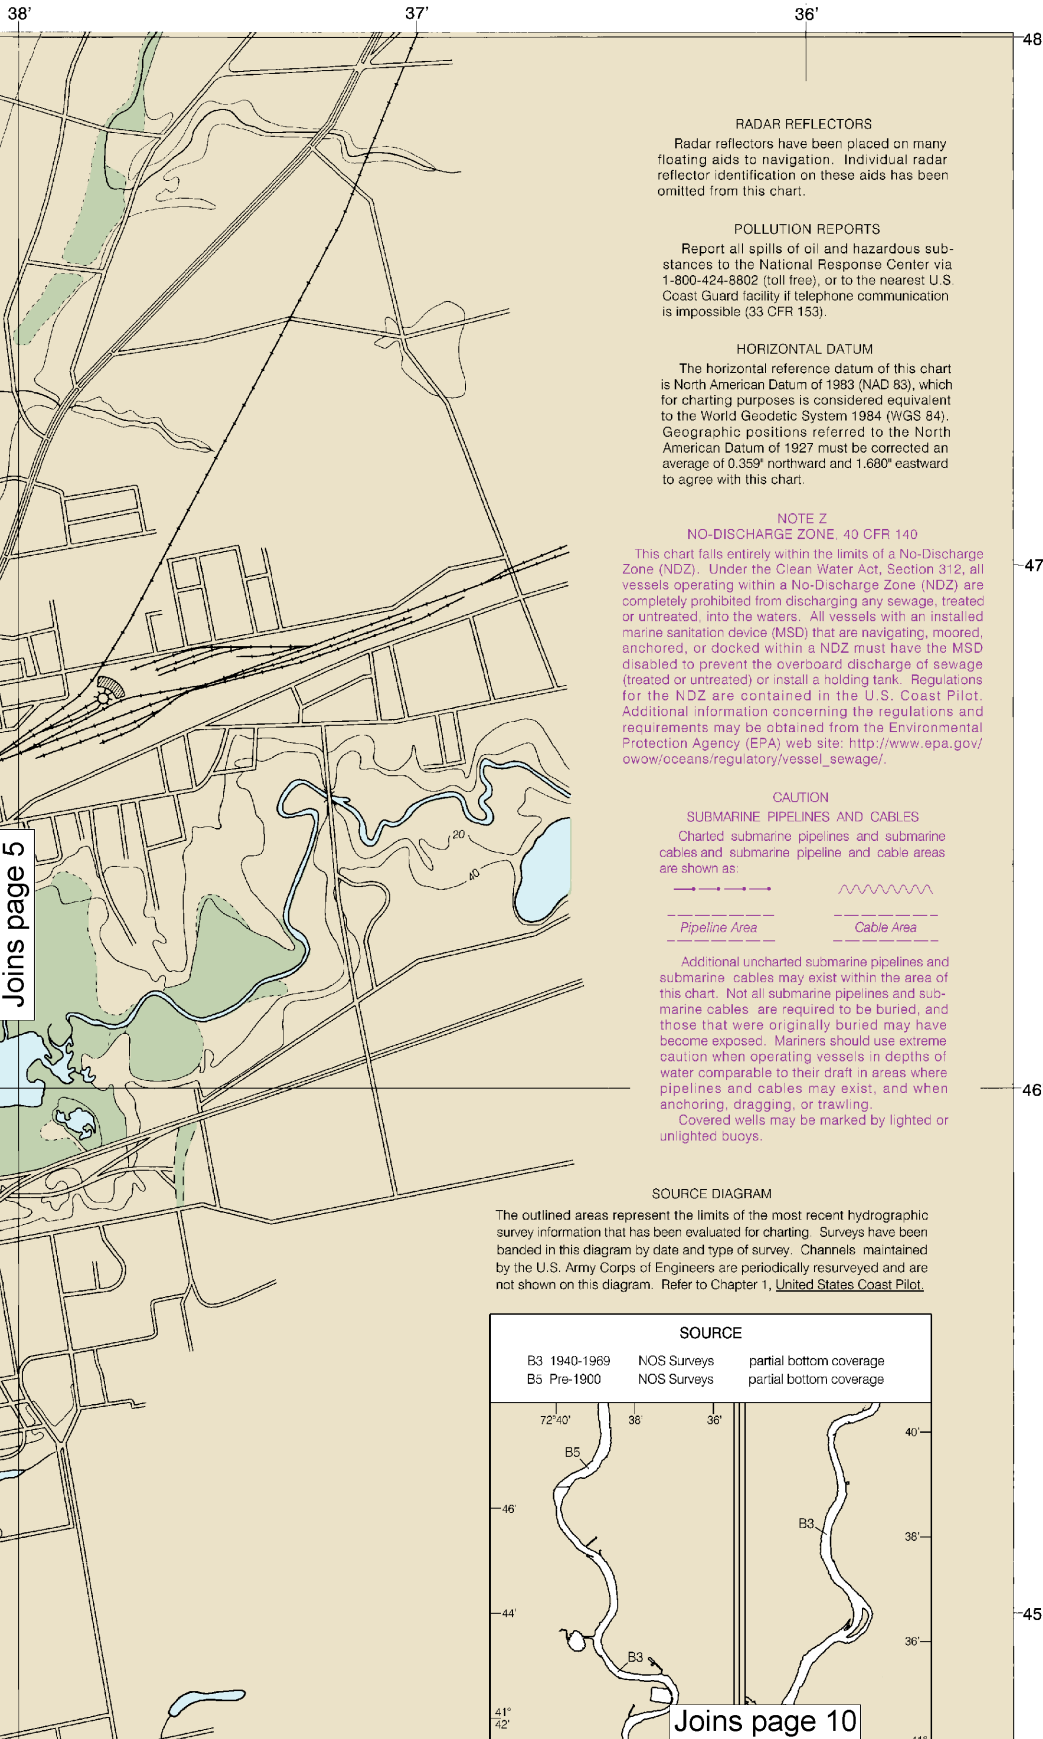 38'
37'
36'
48
RADAR REFLECTORS
Radar reflectors have been placed on many
floating aids to navigation. Individual radar
reflector identification on these aids has been
omitted from this chart.
POLLUTION REPORTS
Report all spills of oil and hazardous sub-
stances to the National Response Center via
1-800-424-8802 (toll free), or to the nearest U.S.
Coast Guard facility if telephone communication
is impossible (33 CFR 153).
HORIZONTAL DATUM
The horizontal reference datum of this chart
is North American Datum of 1983 (NAD 83), which
for charting purposes is considered equivalent
to the World Geodetic System 1984 (WGS 84).
Geographic positions referred to the North
American Datum of 1927 must be corrected an
average of 0.359" northward and 1.680" eastward
to agree with this chart.
NOTE Z
NO-DISCHARGE ZONE, 40 CFR 140
This chart falls entirely within the limits of a No-Discharge
Zone (NDZ). Under the Clean Water Act, Section 312, all
vessels operating within a No-Discharge Zone (NDZ) are
completely prohibited from discharging any sewage, treated
or untreated, into the waters. All vessels with an installed
marine sanitation device (MSD) that are navigating, moored,
anchored, or docked within a NDZ must have the MSD
disabled to prevent the overboard discharge of sewage
(treated or untreated) or install a holding tank. Regulations
for the NDZ are contained in the U.S. Coast Pilot.
Additional information concerning the regulations and
requirements may be obtained from the Environmental
Protection Agency (EPA) web site: http://www.epa.gov/
owow/oceans/regulatory/vessel_sewage/.
47
CAUTION
SUBMARINE PIPELINES AND CABLES
Charted submarine pipelines and submarine
cables and submarine pipeline and cable areas
are shown as:
Pipeline Area
Cable Area
Additional uncharted submarine pipelines and
submarine cables may exist within the area of
this chart. Not all submarine pipelines and sub-
marine cables are required to be buried, and
those that were originally buried may have
become exposed. Mariners should use extreme
caution when operating vessels in depths of
water comparable to their draft in areas where
pipelines and cables may exist, and when
anchoring, dragging, or trawling.
Covered wells may be marked by lighted or
unlighted buoys.
20
40
Joins page 5
46
SOURCE DIAGRAM
The outlined areas represent the limits of the most recent hydrographic
survey information that has been evaluated for charting. Surveys have been
banded in this diagram by date and type of survey. Channels maintained
by the U.S. Army Corps of Engineers are periodically resurveyed and are
not shown on this diagram. Refer to Chapter 1, United States Coast Pilot.
SOURCE
B3 1940-1969 NOS Surveys partial bottom coverage
B5 Pre-1900 NOS Surveys partial bottom coverage
72°40'
38'
36'
40'
B5
46'
B3
38'
44'
45
36'
B3
41°
42'
Joins page 10